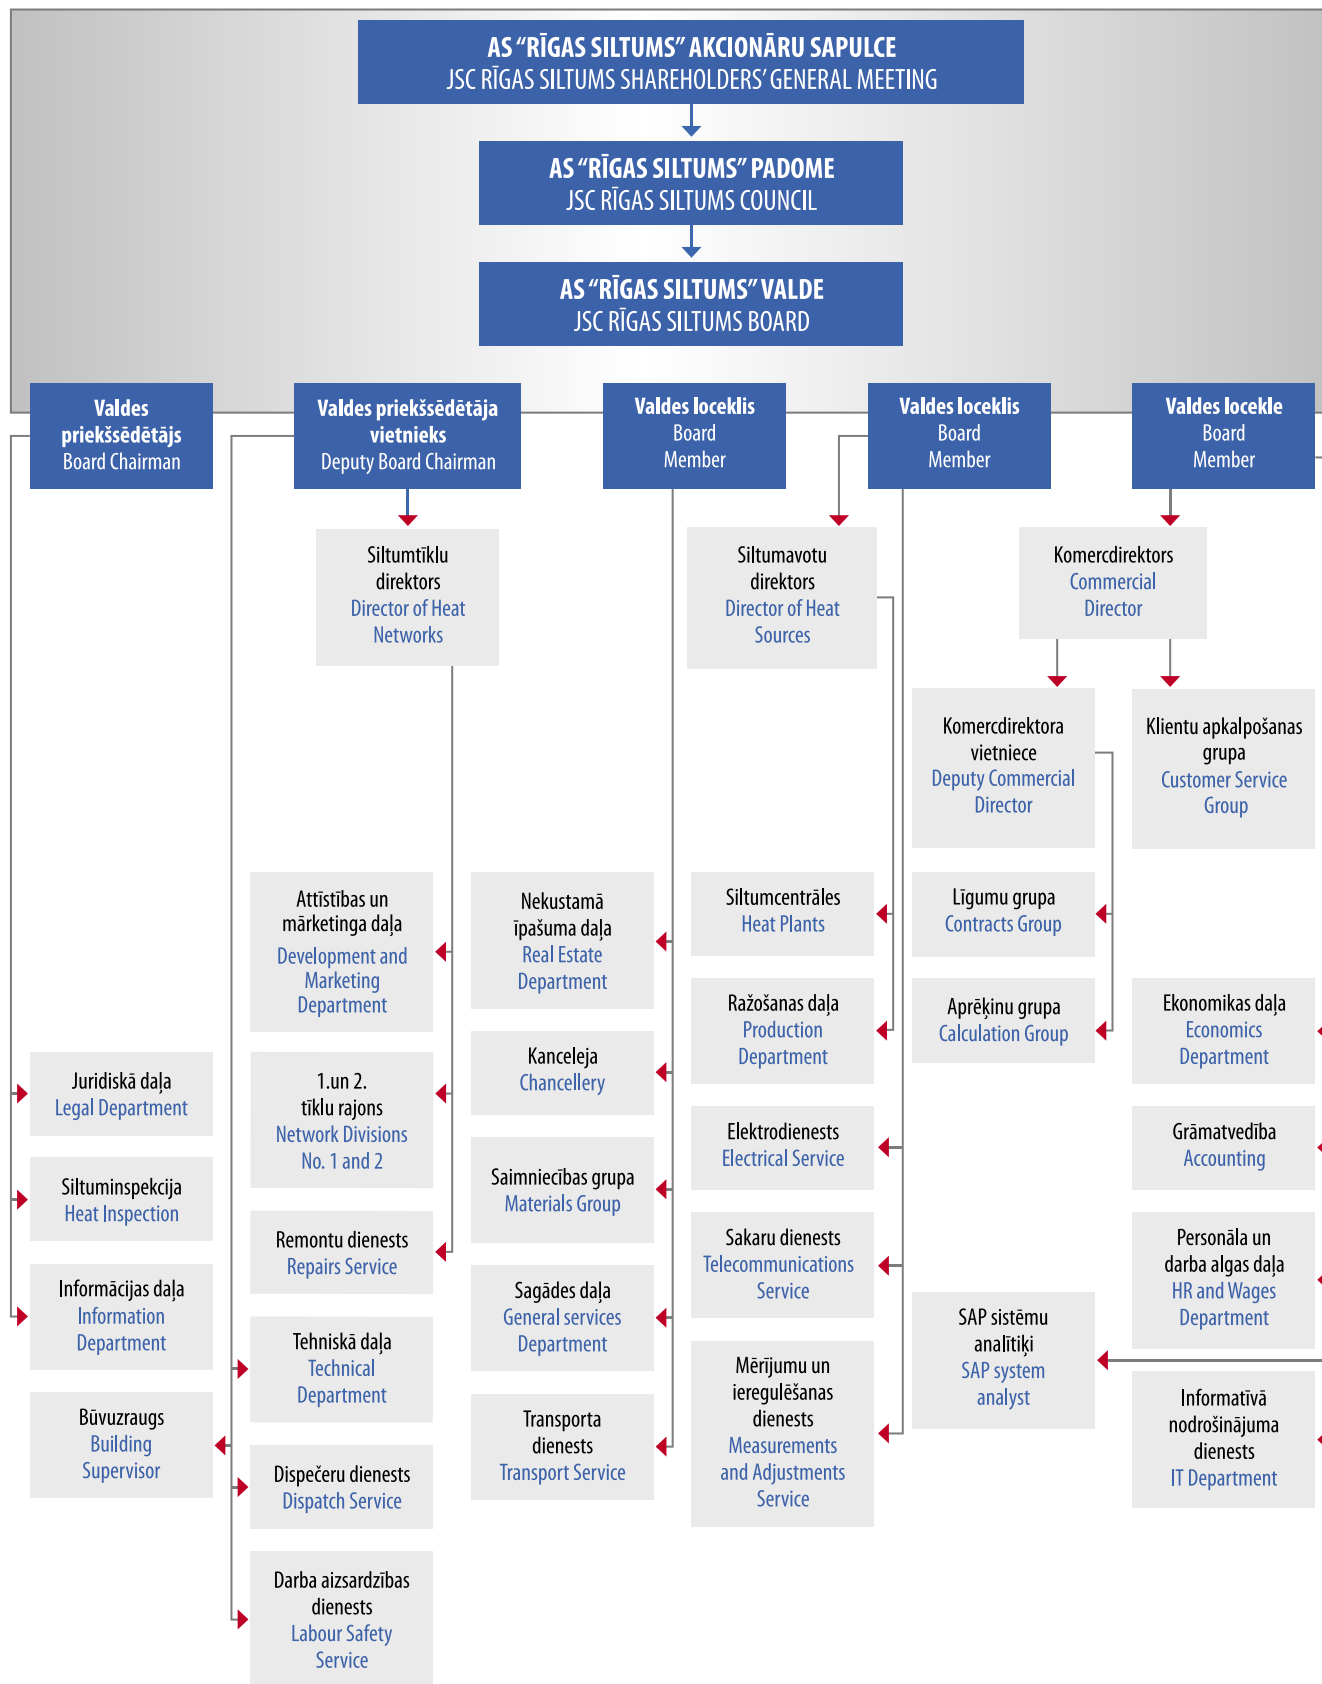 AS “RĪGAS SILTUMS” AKCIONĀRU SAPULCE
JSC RĪGAS SILTUMS SHAREHOLDERS’ GENERAL MEETING
AS “RĪGAS SILTUMS” PADOME
JSC RĪGAS SILTUMS COUNCIL
AS “RĪGAS SILTUMS” VALDE
JSC RĪGAS SILTUMS BOARD
Valdes
priekšsēdētājs
Board Chairman
Valdes priekšsēdētāja
vietnieks
Deputy Board Chairman
Valdes loceklis
Board
Member
Valdes loceklis
Board
Member
Valdes locekle
Board
Member
Siltumtīklu
direktors
Director of Heat
Networks
Siltumavotu
direktors
Director of Heat
Sources
Komercdirektors
Commercial
Director
Komercdirektora
vietniece
Deputy Commercial
Director
Klientu apkalpošanas
grupa
Customer Service
Group
Attīstības un
mārketinga daļa
Development and
Marketing
Department
Nekustamā
īpašuma daļa
Real Estate
Department
Siltumcentrāles
Heat Plants
Līgumu grupa
Contracts Group
Ražošanas daļa
Production
Department
Aprēķinu grupa
Calculation Group
Ekonomikas daļa
Economics
Department
Juridiskā daļa
Legal Department
1.un 2.
tīklu rajons
Network Divisions
No. 1 and 2
Kanceleja
Chancellery
Elektrodienests
Electrical Service
Grāmatvedība
Accounting
Siltuminspekcija
Heat Inspection
Saimniecības grupa
Materials Group
Remontu dienests
Repairs Service
Sakaru dienests
Telecommunications
Service
Personāla un
darba algas daļa
HR and Wages
Department
Informācijas daļa
Information
Department
Sagādes daļa
General services
Department
SAP sistēmu
analītiķi
SAP system
analyst
Tehniskā daļa
Technical
Department
Mērījumu un
ieregulēšanas
dienests
Measurements
and Adjustments
Service
Informatīvā
nodrošinājuma
dienests
IT Department
Būvuzraugs
Building
Supervisor
Transporta
dienests
Transport Service
Dispečeru dienests
Dispatch Service
Darba aizsardzības
dienests
Labour Safety
Service